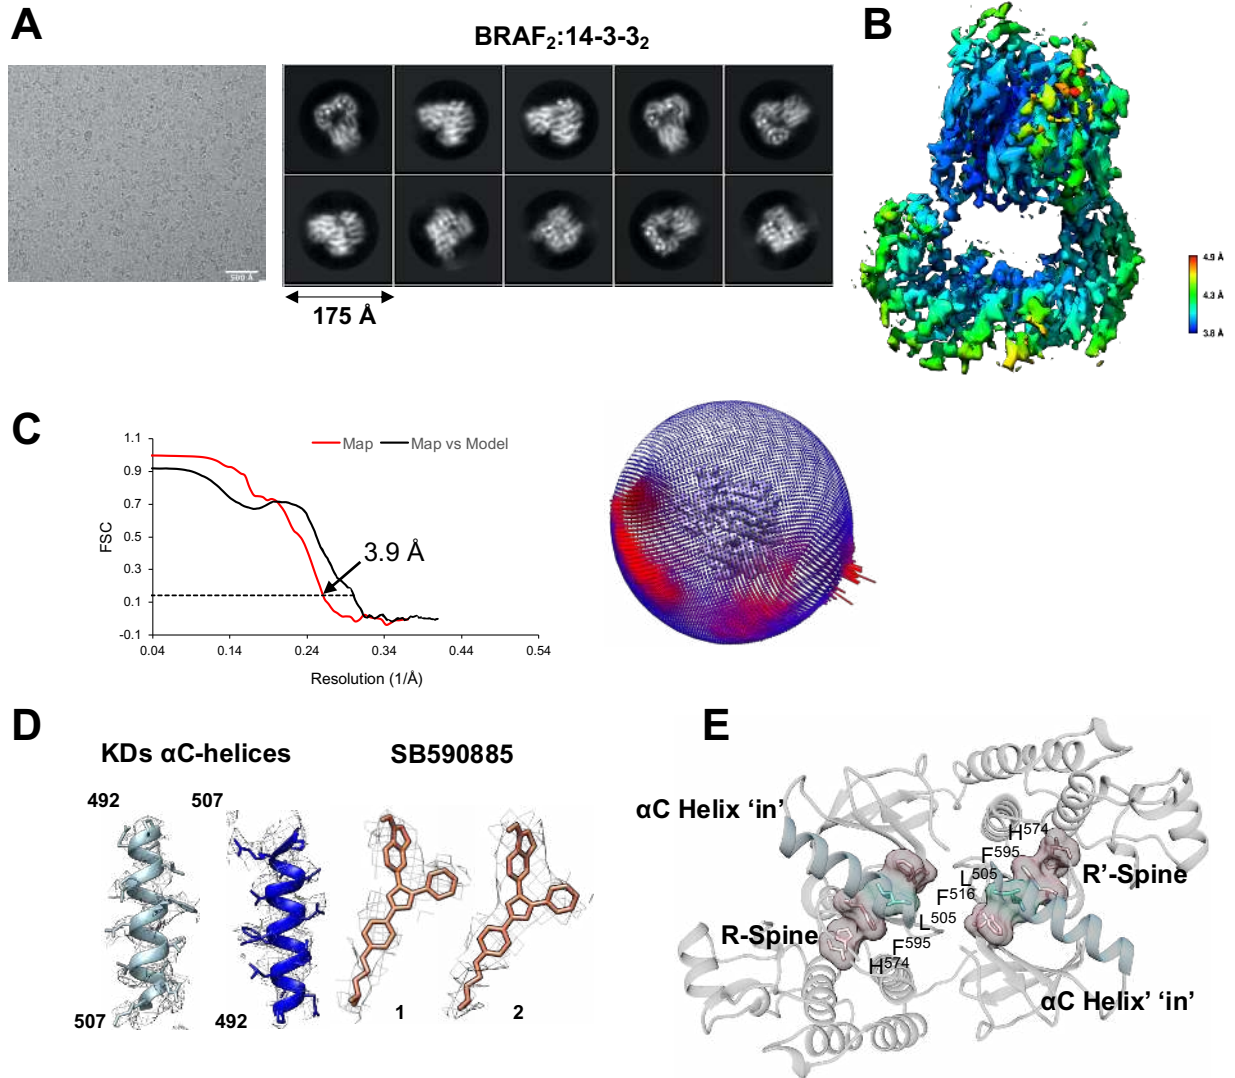 A
BRAF₂:14-3-3₂
B
500 Å
175 Å
4.9 Å
4.3 Å
3.8 Å
C
1.1
0.9
0.7
0.5
0.3
0.1
-0.1
FSC
Map
Map vs Model
3.9 Å
0.04 0.14 0.24 0.34 0.44 0.54
Resolution (1/Å)
D
KDs αC-helices
SB590885
492
507
507
492
1
2
E
αC Helix ‘in’
H⁵⁷⁴
F⁵⁹⁵
L⁵⁰⁵
R’-Spine
F⁵¹⁶
L⁵⁰⁵
R-Spine
F⁵⁹⁵
H⁵⁷⁴
αC Helix’ ‘in’